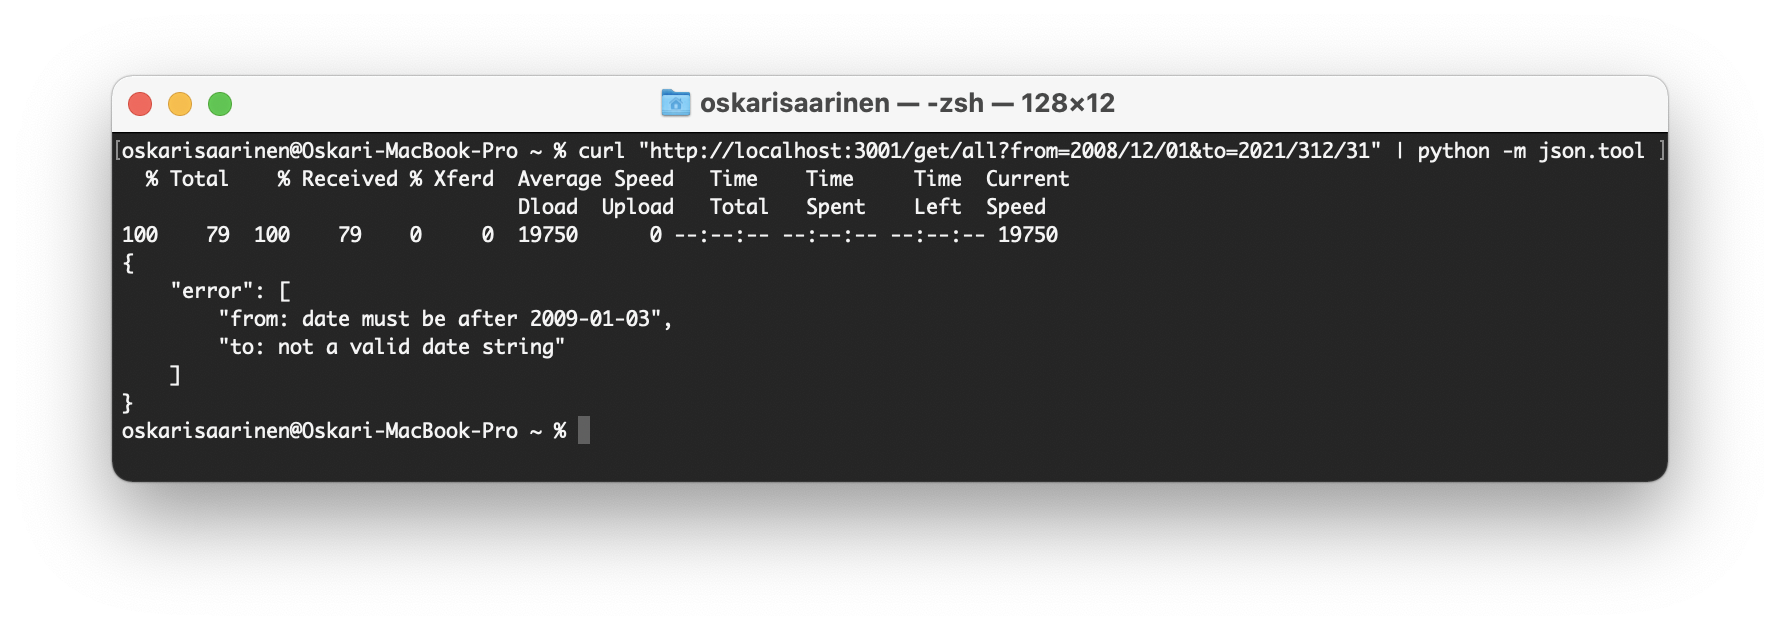 oskarisaarinen — -zsh — 128×12
[oskarisaarinen@Oskari-MacBook-Pro ~ % curl "http://localhost:3001/get/all?from=2008/12/01&to=2021/312/31" | python -m json.tool ]
  % Total    % Received % Xferd  Average Speed   Time    Time     Time  Current
                                 Dload  Upload   Total   Spent    Left  Speed
100    79  100    79    0     0  19750      0 --:--:-- --:--:-- --:--:-- 19750
{
    "error": [
        "from: date must be after 2009-01-03",
        "to: not a valid date string"
    ]
}
oskarisaarinen@Oskari-MacBook-Pro ~ %